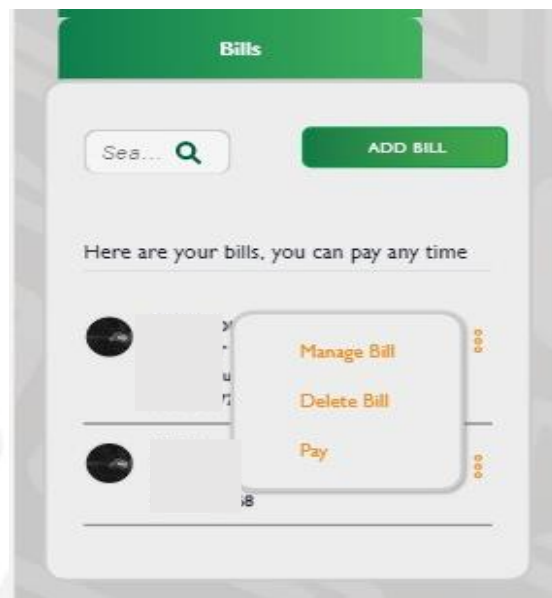 Bills
Sea...
ADD BILL
Here are your bills, you can pay any time
Manage Bill
Delete Bill
Pay